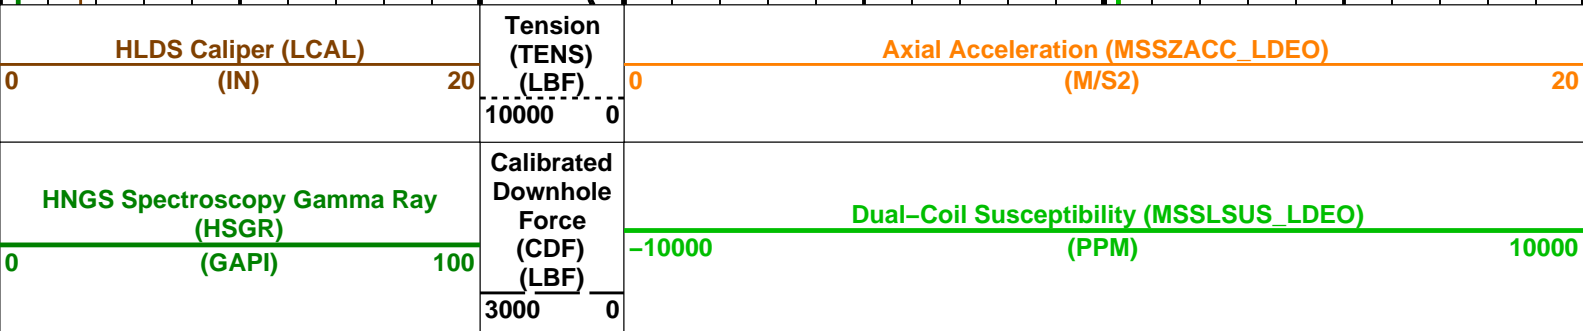 HLDS Caliper (LCAL)
0 (IN) 20
Tension
(TENS)
(LBF)
10000 0
Axial Acceleration (MSSZACC_LDEO)
0 (M/S2) 20
HNGS Spectroscopy Gamma Ray
(HSGR)
0 (GAPI) 100
Calibrated
Downhole
Force
(CDF)
(LBF)
3000 0
Dual−Coil Susceptibility (MSSLSUS_LDEO)
−10000 (PPM) 10000